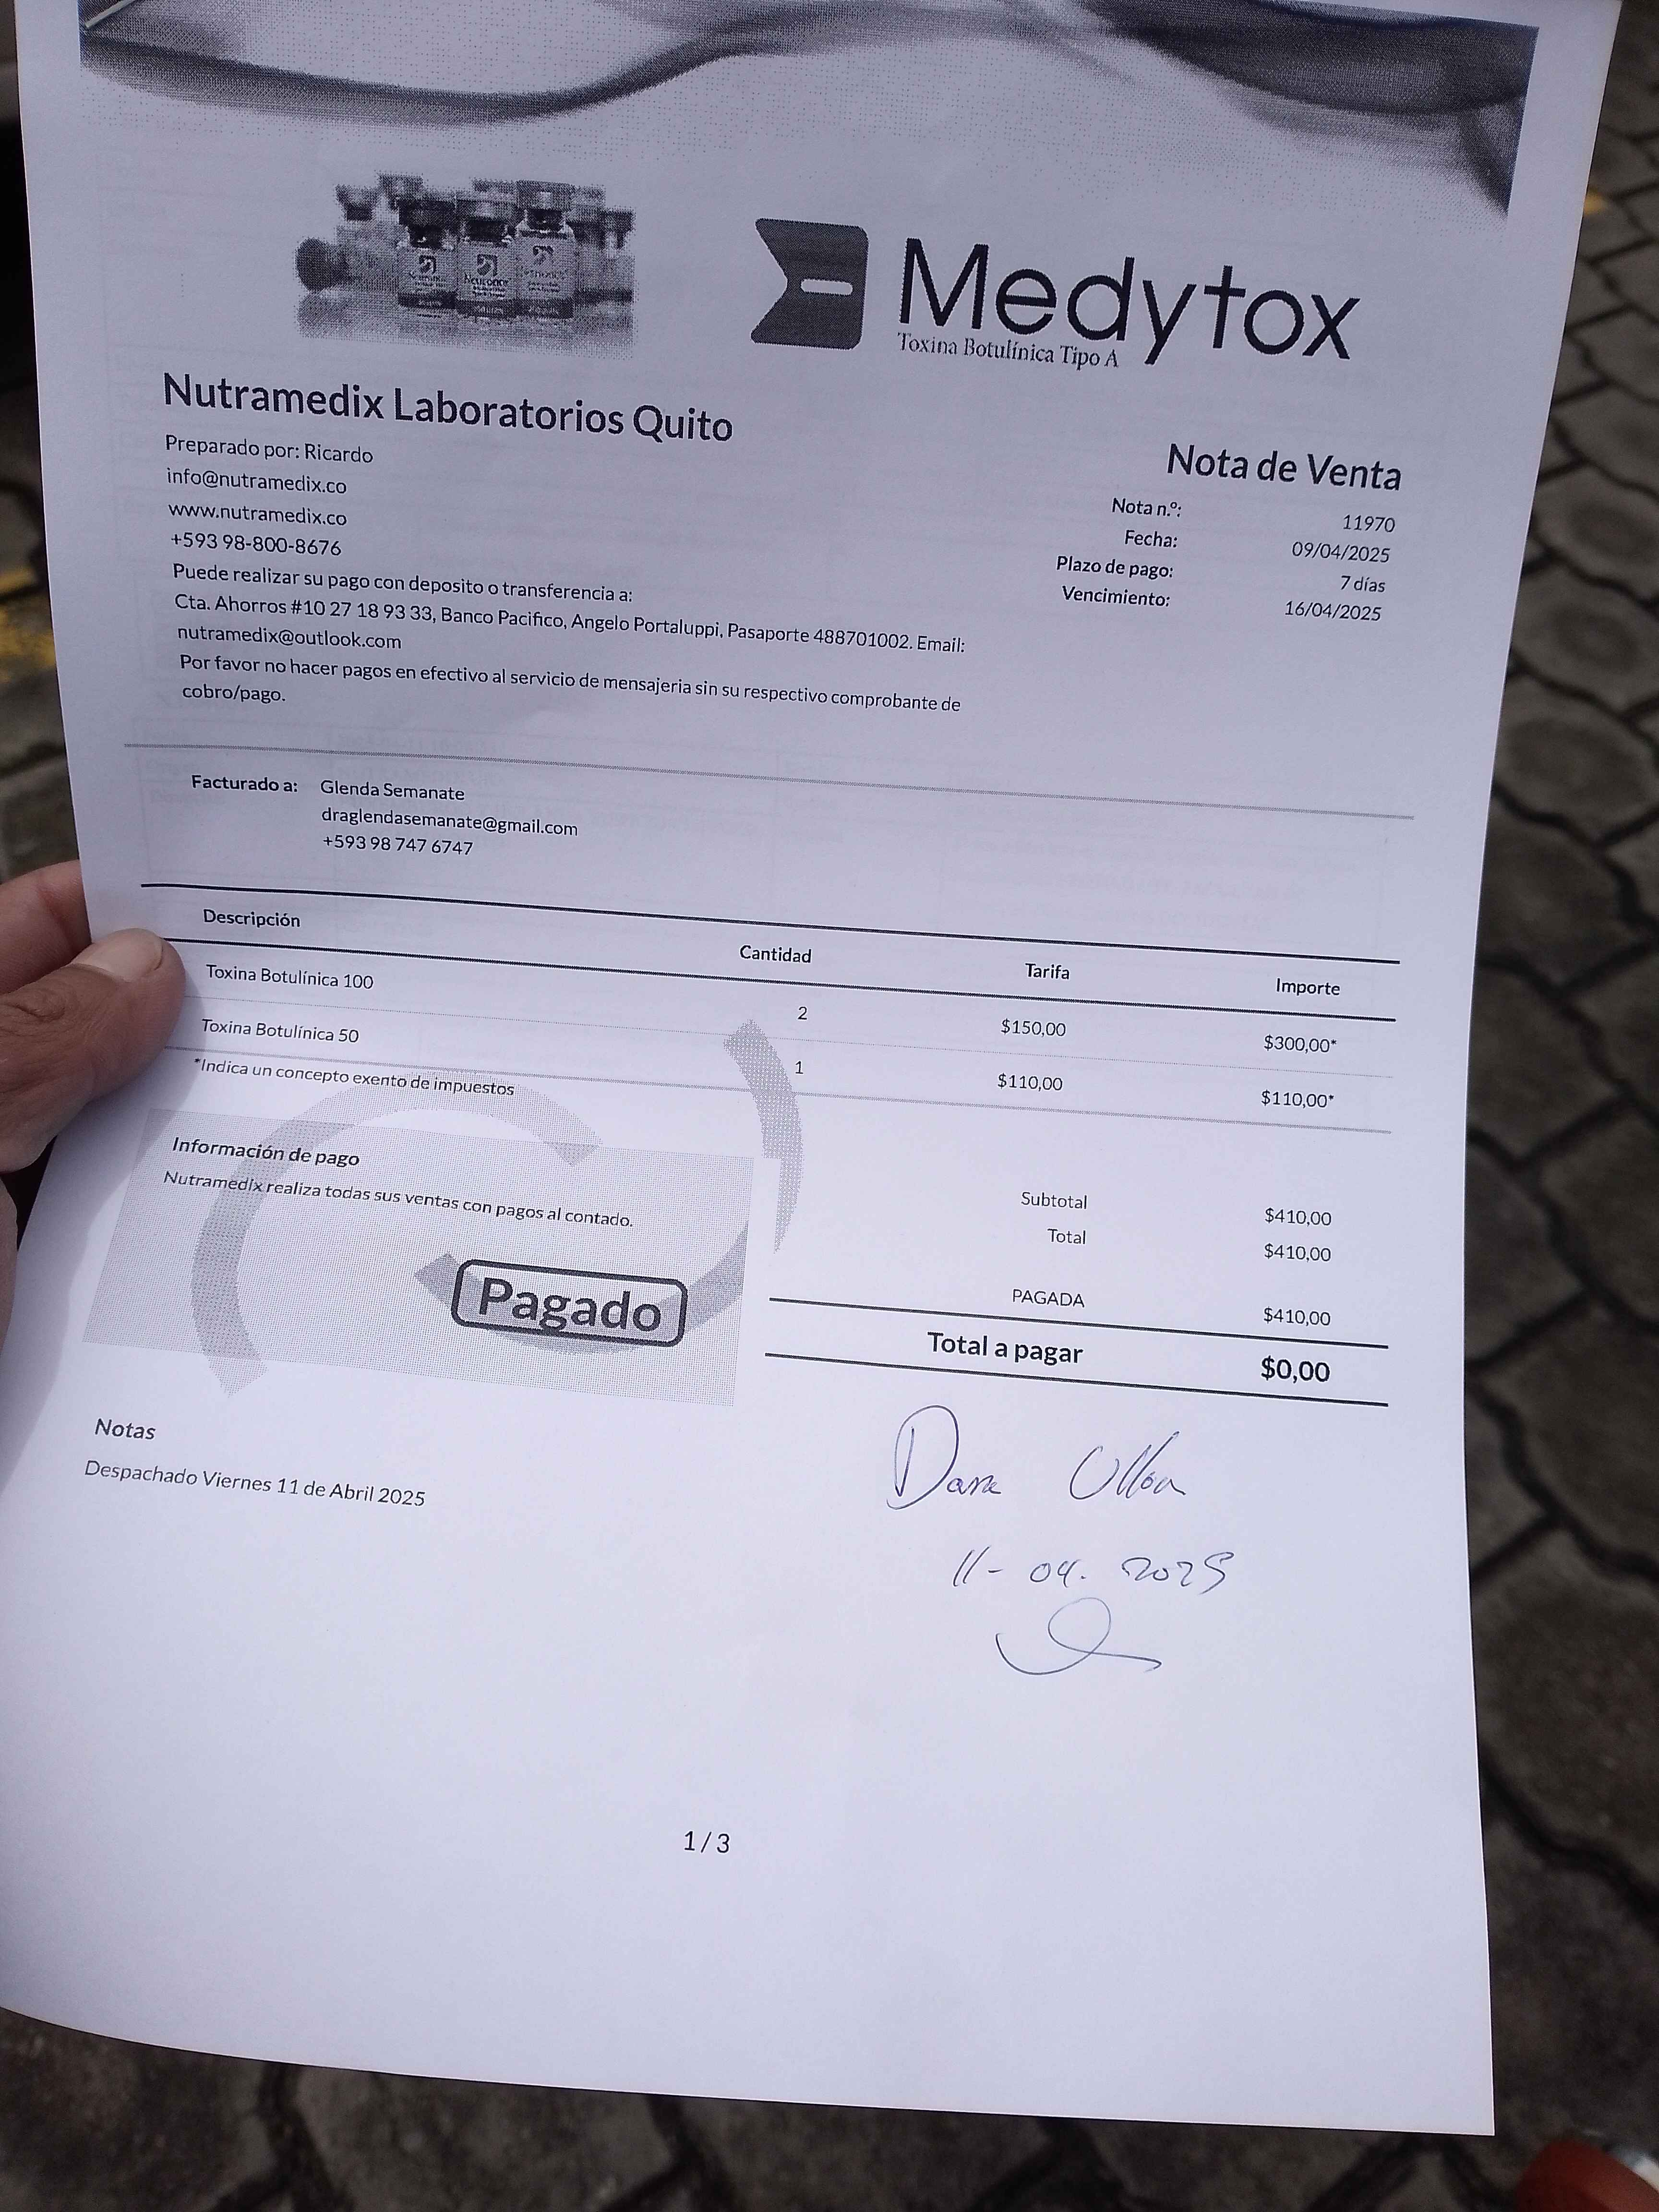 Medytox
Toxina Botulínica Tipo A
Nutramedix Laboratorios Quito
Preparado por: Ricardo
info@nutramedix.co
www.nutramedix.co
+593 98-800-8676
Puede realizar su pago con deposito o transferencia a:
Cta. Ahorros #10 27 18 93 33, Banco Pacifico, Angelo Portaluppi, Pasaporte 488701002. Email:
nutramedix@outlook.com
Por favor no hacer pagos en efectivo al servicio de mensajeria sin su respectivo comprobante de
cobro/pago.
Nota de Venta
Nota n.º: 11970
Fecha: 09/04/2025
Plazo de pago: 7 días
Vencimiento: 16/04/2025
Facturado a: Glenda Semanate
draglendasemanate@gmail.com
+593 98 747 6747
Descripción Cantidad Tarifa Importe
Toxina Botulínica 100 2 $150,00 $300,00*
Toxina Botulínica 50 1 $110,00 $110,00*
*Indica un concepto exento de impuestos
Información de pago
Nutramedix realiza todas sus ventas con pagos al contado.
Pagado
Subtotal $410,00
Total $410,00
PAGADA $410,00
Total a pagar $0,00
Notas
Despachado Viernes 11 de Abril 2025
Ulloa
11-04.2025
1/3